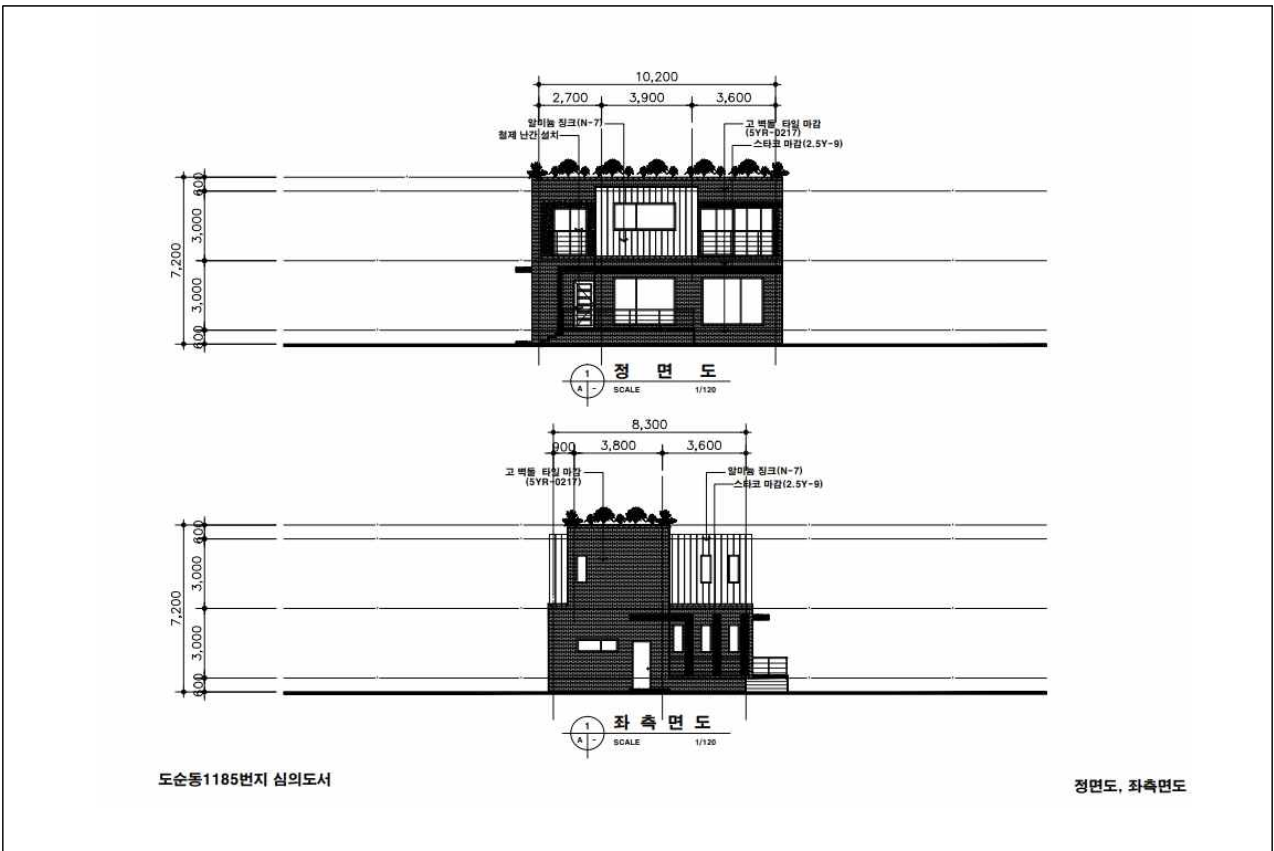 10,200
2,700 3,900 3,600
알미늄 징크(N-7)
철제 난간 설치
고 벽돌 타일 마감
(5YR-0217)
스타코 마감(2.5Y-9)
600
3,000
7,200
3,000
600
1
A -
정 면 도
SCALE 1/120
8,300
900 3,800 3,600
고 벽돌 타일 마감
(5YR-0217)
알미늄 징크(N-7)
스타코 마감(2.5Y-9)
600
3,000
7,200
3,000
600
1
A -
좌 측 면 도
SCALE 1/120
도순동1185번지 심의도서
정면도, 좌측면도